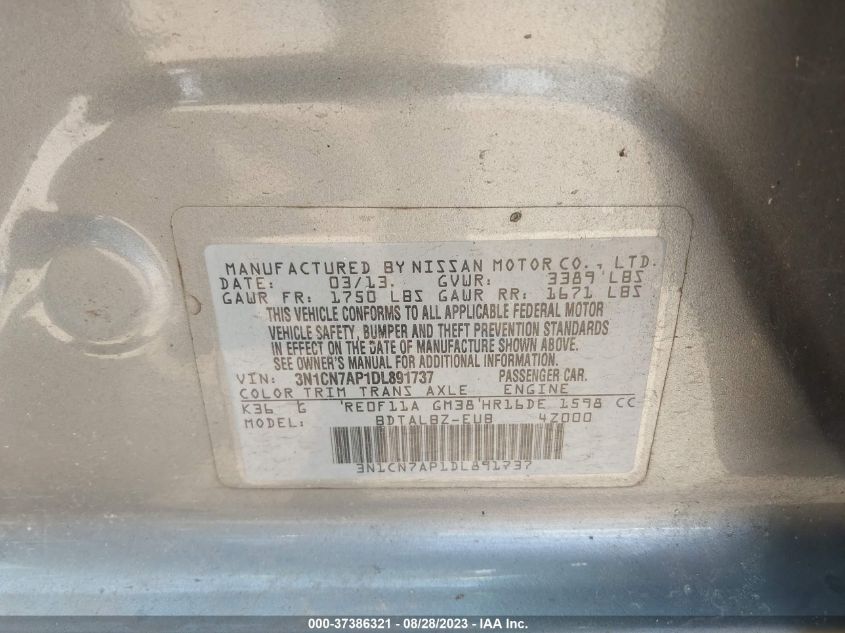 MANUFACTURED BY NISSAN MOTOR CO., LTD.
DATE: 03/13. GVWR: 3389 LBS
GAWR FR: 1750 LBS GAWR RR: 1671 LBS
THIS VEHICLE CONFORMS TO ALL APPLICABLE FEDERAL MOTOR
VEHICLE SAFETY, BUMPER AND THEFT PREVENTION STANDARDS
IN EFFECT ON THE DATE OF MANUFACTURE SHOWN ABOVE.
SEE OWNER'S MANUAL FOR ADDITIONAL INFORMATION.
VIN: 3N1CN7AP1DL891737 PASSENGER CAR.
COLOR TRIM TRANS AXLE ENGINE
K36 G RE0F11A GM38 HR16DE 1598 CC
MODEL: BDTALBZ-EUB 4Z000
3N1CN7AP1DL891737
000-37386321 - 08/28/2023 - IAA Inc.